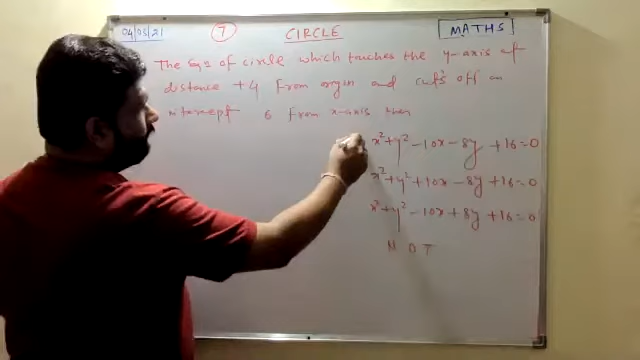 04/03/21 7 CIRCLE MATHS
The Eqs of circle which touches the y-axis at
distance +4 from origin and cuts off an
intercept 6 from x-axis then
x²+y²-10x-8y+16=0
x²+y²+10x-8y+16=0
x²+y²-10x+8y+16=0
N O T